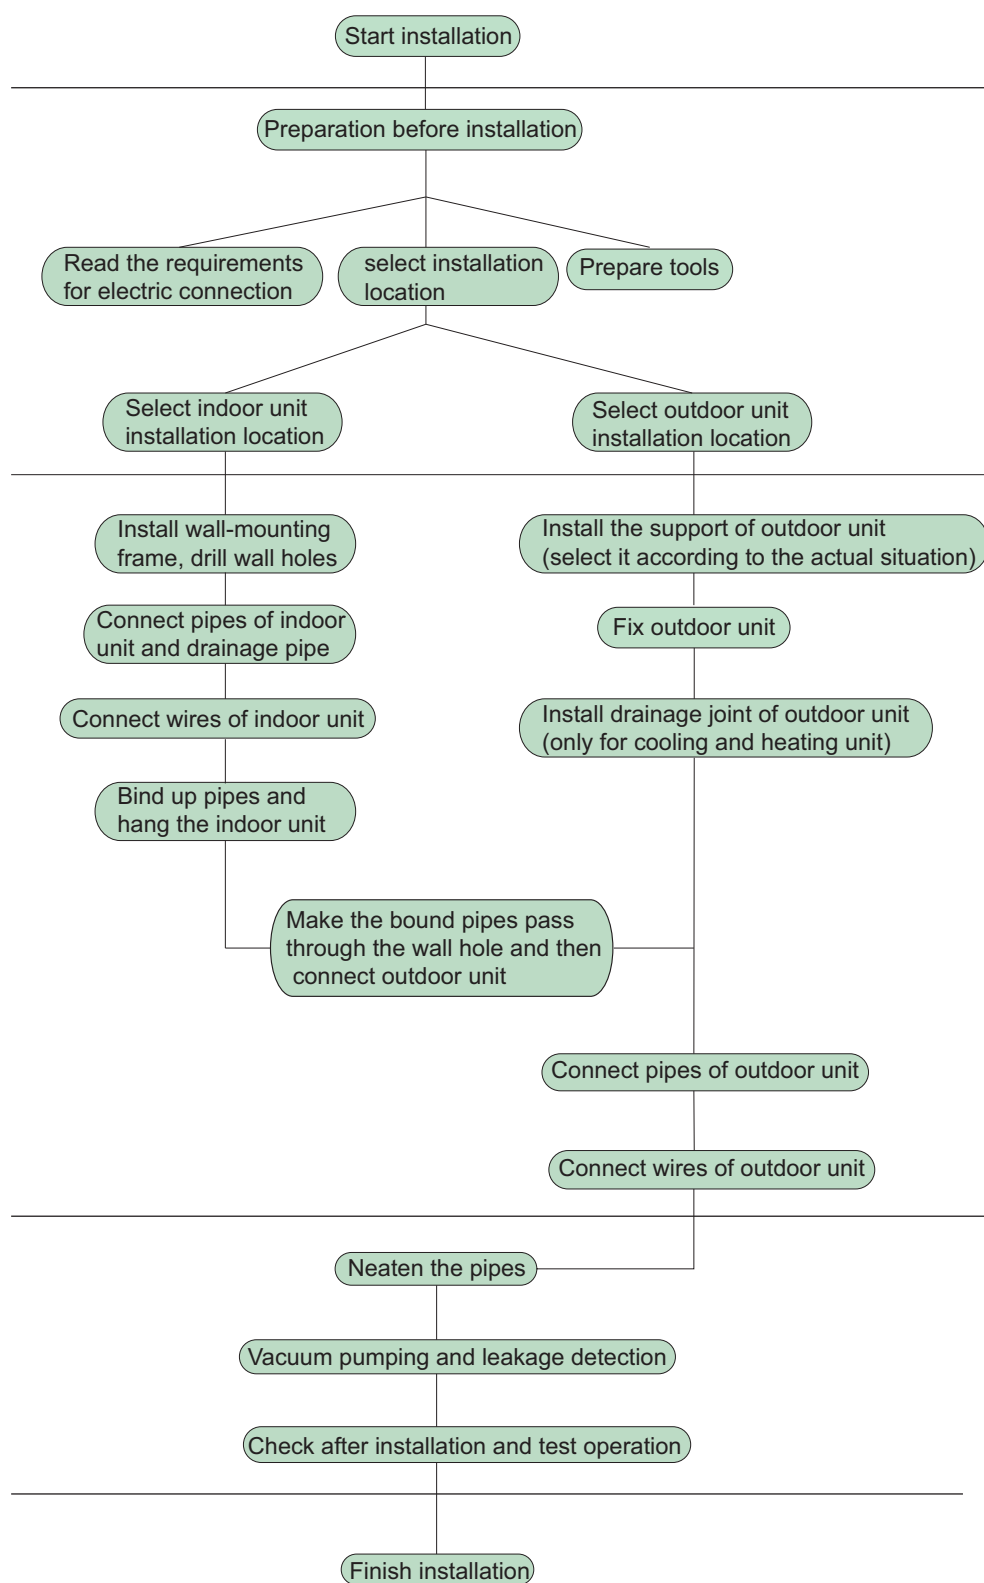 Start installation
Preparation before installation
Read the requirements
for electric connection
select installation
location
Prepare tools
Select indoor unit
installation location
Select outdoor unit
installation location
Install wall-mounting
frame, drill wall holes
Install the support of outdoor unit
(select it according to the actual situation)
Connect pipes of indoor
unit and drainage pipe
Fix outdoor unit
Connect wires of indoor unit
Install drainage joint of outdoor unit
(only for cooling and heating unit)
Bind up pipes and
hang the indoor unit
Make the bound pipes pass
through the wall hole and then
connect outdoor unit
Connect pipes of outdoor unit
Connect wires of outdoor unit
Neaten the pipes
Vacuum pumping and leakage detection
Check after installation and test operation
Finish installation